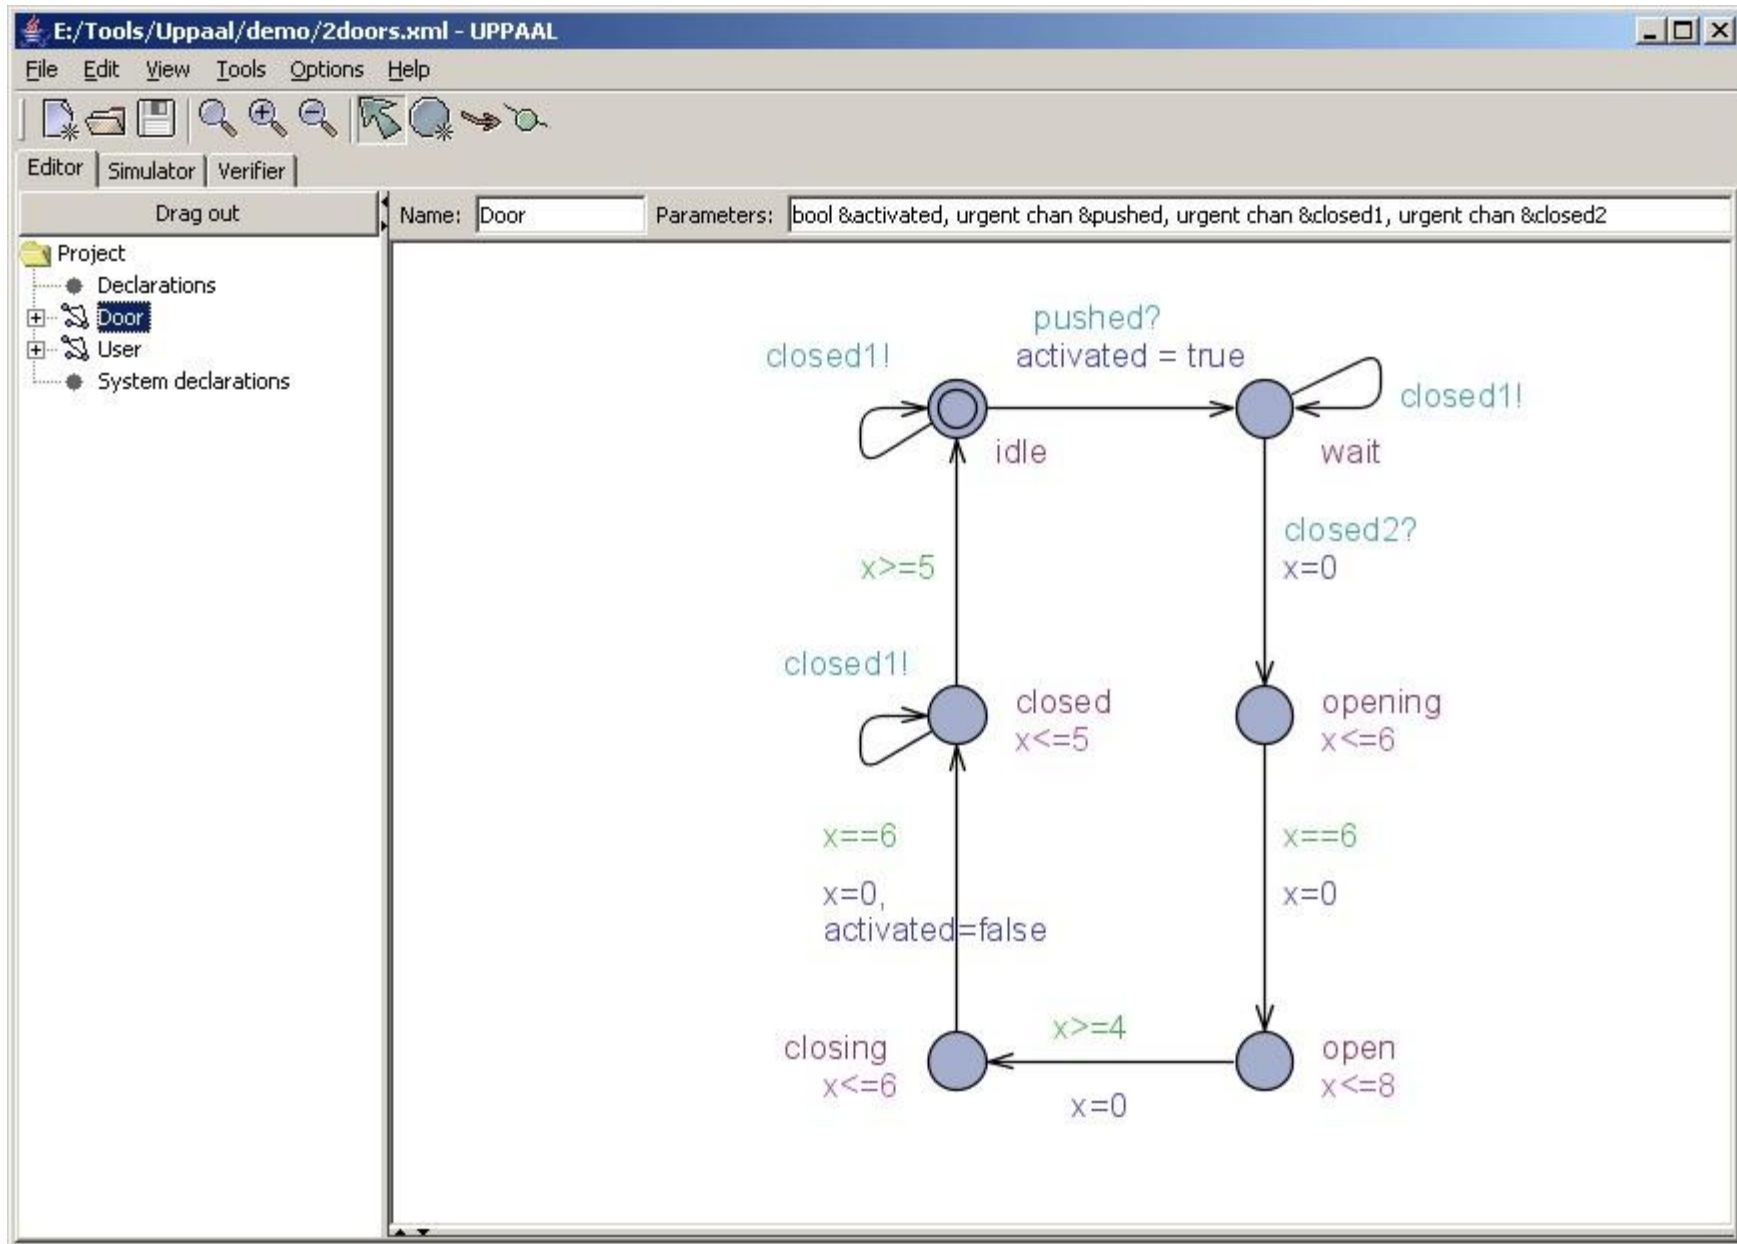 E:/Tools/Uppaal/demo/2doors.xml - UPPAAL
File Edit View Tools Options Help
Editor Simulator Verifier
Drag out
Name: Door Parameters: bool &activated, urgent chan &pushed, urgent chan &closed1, urgent chan &closed2
Project
Declarations
Door
User
System declarations
pushed?
closed1!
activated = true
closed1!
idle
wait
closed2?
x>=5
x=0
closed1!
closed
x<=5
opening
x<=6
x==6
x==6
x=0,
activated=false
x=0
x>=4
closing
x<=6
open
x<=8
x=0